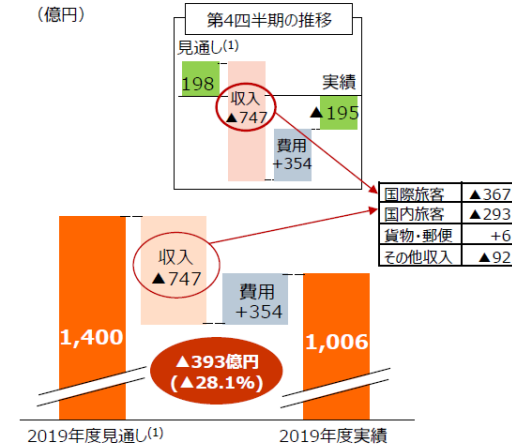 (億円)
第4四半期の推移
見通し(1)
198
収入
▲747
費用
+354
実績
▲195
国際旅客 ▲367
国内旅客 ▲293
貨物・郵便 +6
その他収入 ▲92
1,400
収入
▲747
費用
+354
1,006
▲393億円
(▲28.1%)
2019年度見通し(1)
2019年度実績